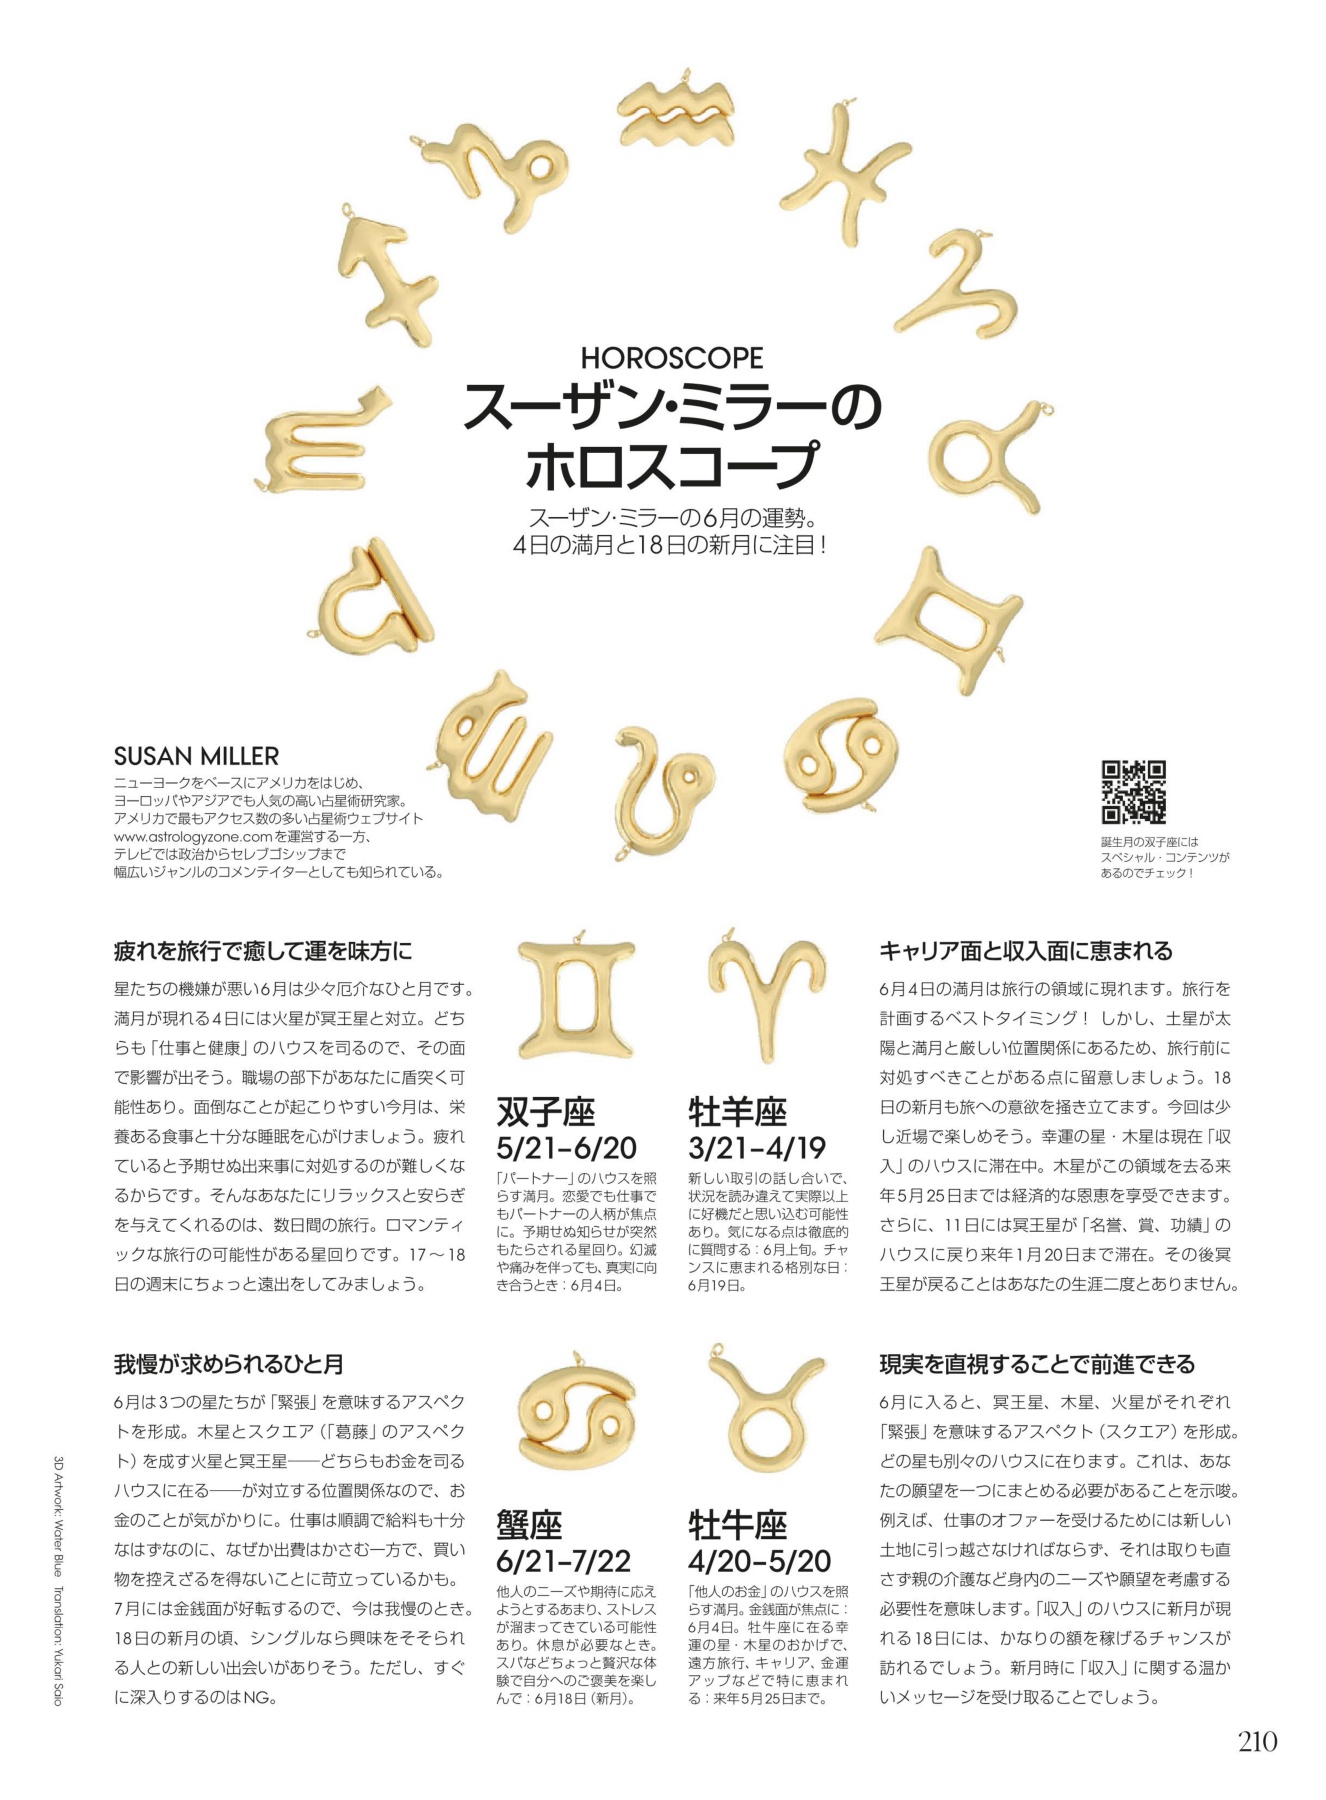 HOROSCOPE
スーザン・ミラーの
ホロスコープ
スーザン・ミラーの6月の運勢。
4日の満月と18日の新月に注目！
SUSAN MILLER
ニューヨークをベースにアメリカをはじめ、
ヨーロッパやアジアでも人気の高い占星術研究家。
アメリカで最もアクセス数の多い占星術ウェブサイト
www.astrologyzone.comを運営する一方、
テレビでは政治からセレブゴシップまで
幅広いジャンルのコメンテイターとしても知られている。
誕生月の双子座には
スペシャル・コンテンツが
あるのでチェック！
疲れを旅行で癒して運を味方に
星たちの機嫌が悪い6月は少々厄介なひと月です。
満月が現れる4日には火星が冥王星と対立。どち
らも「仕事と健康」のハウスを司るので、その面
で影響が出そう。職場の部下があなたに盾突く可
能性あり。面倒なことが起こりやすい今月は、栄
養ある食事と十分な睡眠を心がけましょう。疲れ
ていると予期せぬ出来事に対処するのが難しくな
るからです。そんなあなたにリラックスと安らぎ
を与えてくれるのは、数日間の旅行。ロマンティ
ックな旅行の可能性がある星回りです。17〜18
日の週末にちょっと遠出をしてみましょう。
双子座
5/21–6/20
「パートナー」のハウスを照
らす満月。恋愛でも仕事で
もパートナーの人柄が焦点
に。予期せぬ知らせが突然
もたらされる星回り。幻滅
や痛みを伴っても、真実に向
き合うとき：6月4日。
牡羊座
3/21–4/19
新しい取引の話し合いで、
状況を読み違えて実際以上
に好機だと思い込む可能性
あり。気になる点は徹底的
に質問する：6月上旬。チャ
ンスに恵まれる格別な日：
6月19日。
キャリア面と収入面に恵まれる
6月4日の満月は旅行の領域に現れます。旅行を
計画するベストタイミング！ しかし、土星が太
陽と満月と厳しい位置関係にあるため、旅行前に
対処すべきことがある点に留意しましょう。18
日の新月も旅への意欲を掻き立てます。今回は少
し近場で楽しめそう。幸運の星・木星は現在「収
入」のハウスに滞在中。木星がこの領域を去る来
年5月25日までは経済的な恩恵を享受できます。
さらに、11日には冥王星が「名誉、賞、功績」の
ハウスに戻り来年1月20日まで滞在。その後冥
王星が戻ることはあなたの生涯二度とありません。
我慢が求められるひと月
6月は3つの星たちが「緊張」を意味するアスペク
トを形成。木星とスクエア（「葛藤」のアスペク
ト）を成す火星と冥王星――どちらもお金を司る
ハウスに在る――が対立する位置関係なので、お
金のことが気がかりに。仕事は順調で給料も十分
なはずなのに、なぜか出費はかさむ一方で、買い
物を控えざるを得ないことに苛立っているかも。
7月には金銭面が好転するので、今は我慢のとき。
18日の新月の頃、シングルなら興味をそそられ
る人との新しい出会いがありそう。ただし、すぐ
に深入りするのはNG。
蟹座
6/21–7/22
他人のニーズや期待に応え
ようとするあまり、ストレス
が溜まってきている可能性
あり。休息が必要なとき。
スパなどちょっと贅沢な体
験で自分へのご褒美を楽し
んで：6月18日（新月）。
牡牛座
4/20–5/20
「他人のお金」のハウスを照
らす満月。金銭面が焦点に：
6月4日。牡牛座に在る幸
運の星・木星のおかげで、
遠方旅行、キャリア、金運
アップなどで特に恵まれ
る：来年5月25日まで。
現実を直視することで前進できる
6月に入ると、冥王星、木星、火星がそれぞれ
「緊張」を意味するアスペクト（スクエア）を形成。
どの星も別々のハウスに在ります。これは、あな
たの願望を一つにまとめる必要があることを示唆。
例えば、仕事のオファーを受けるためには新しい
土地に引っ越さなければならず、それは取りも直
さず親の介護など身内のニーズや願望を考慮する
必要性を意味します。「収入」のハウスに新月が現
れる18日には、かなりの額を稼げるチャンスが
訪れるでしょう。新月時に「収入」に関する温か
いメッセージを受け取ることでしょう。
3D Artwork: Water Blue Translation: Yukari Saio
210